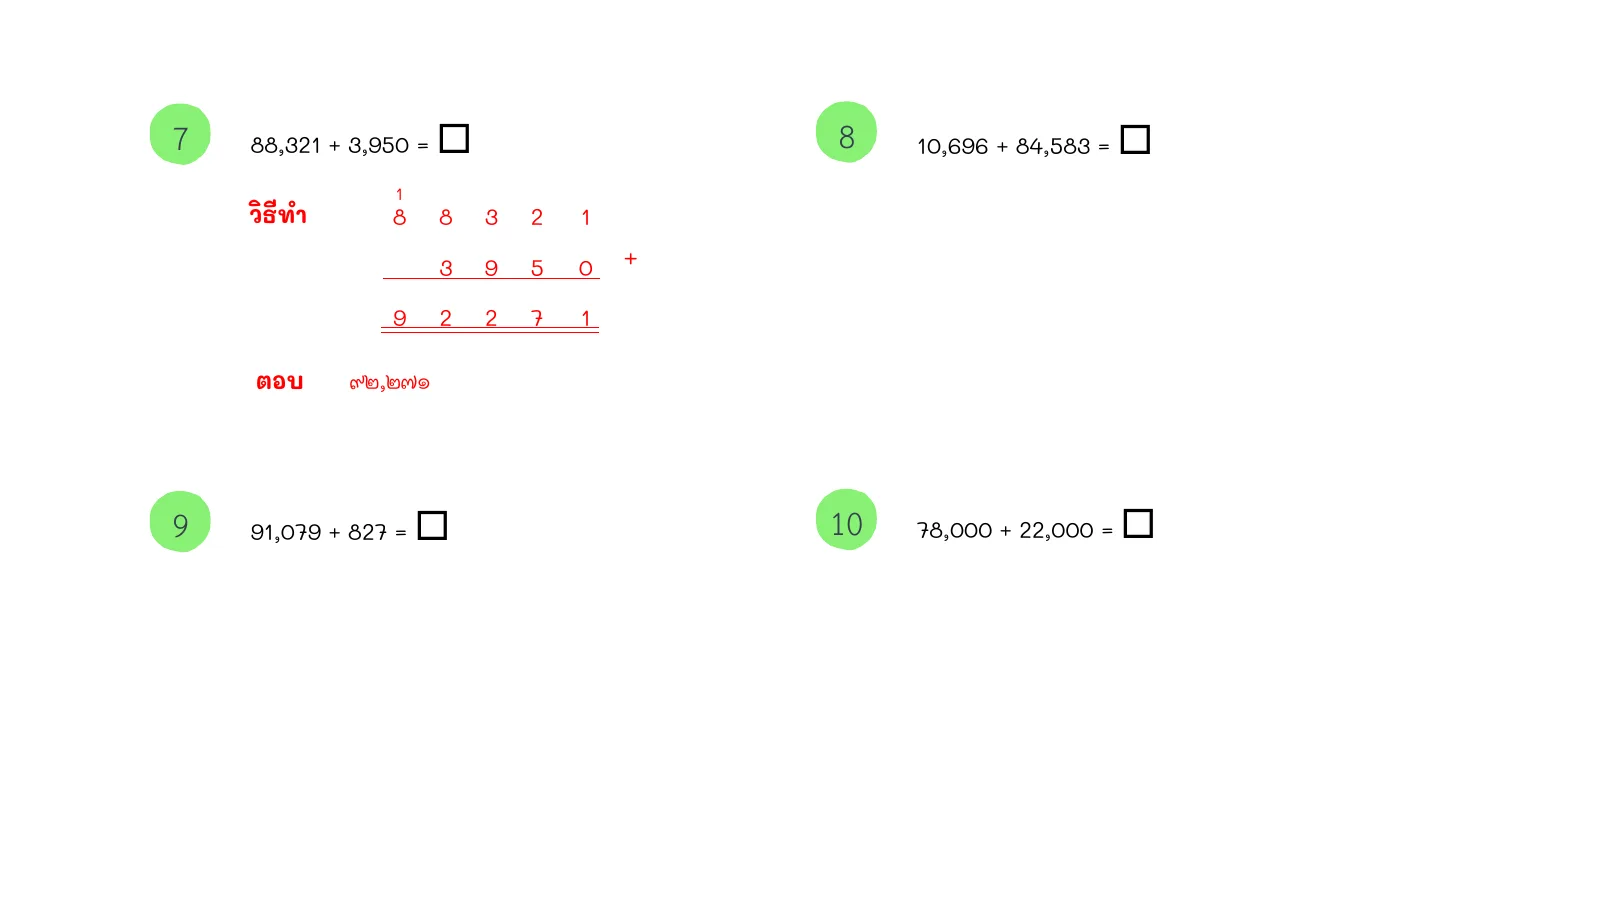 7 88,321 + 3,950 = □
วิธีทำ
1
8 8 3 2 1
3 9 5 0 +
9 2 2 7 1
ตอบ ๙๒,๒๗๑
8 10,696 + 84,583 = □
9 91,079 + 827 = □
10 78,000 + 22,000 = □